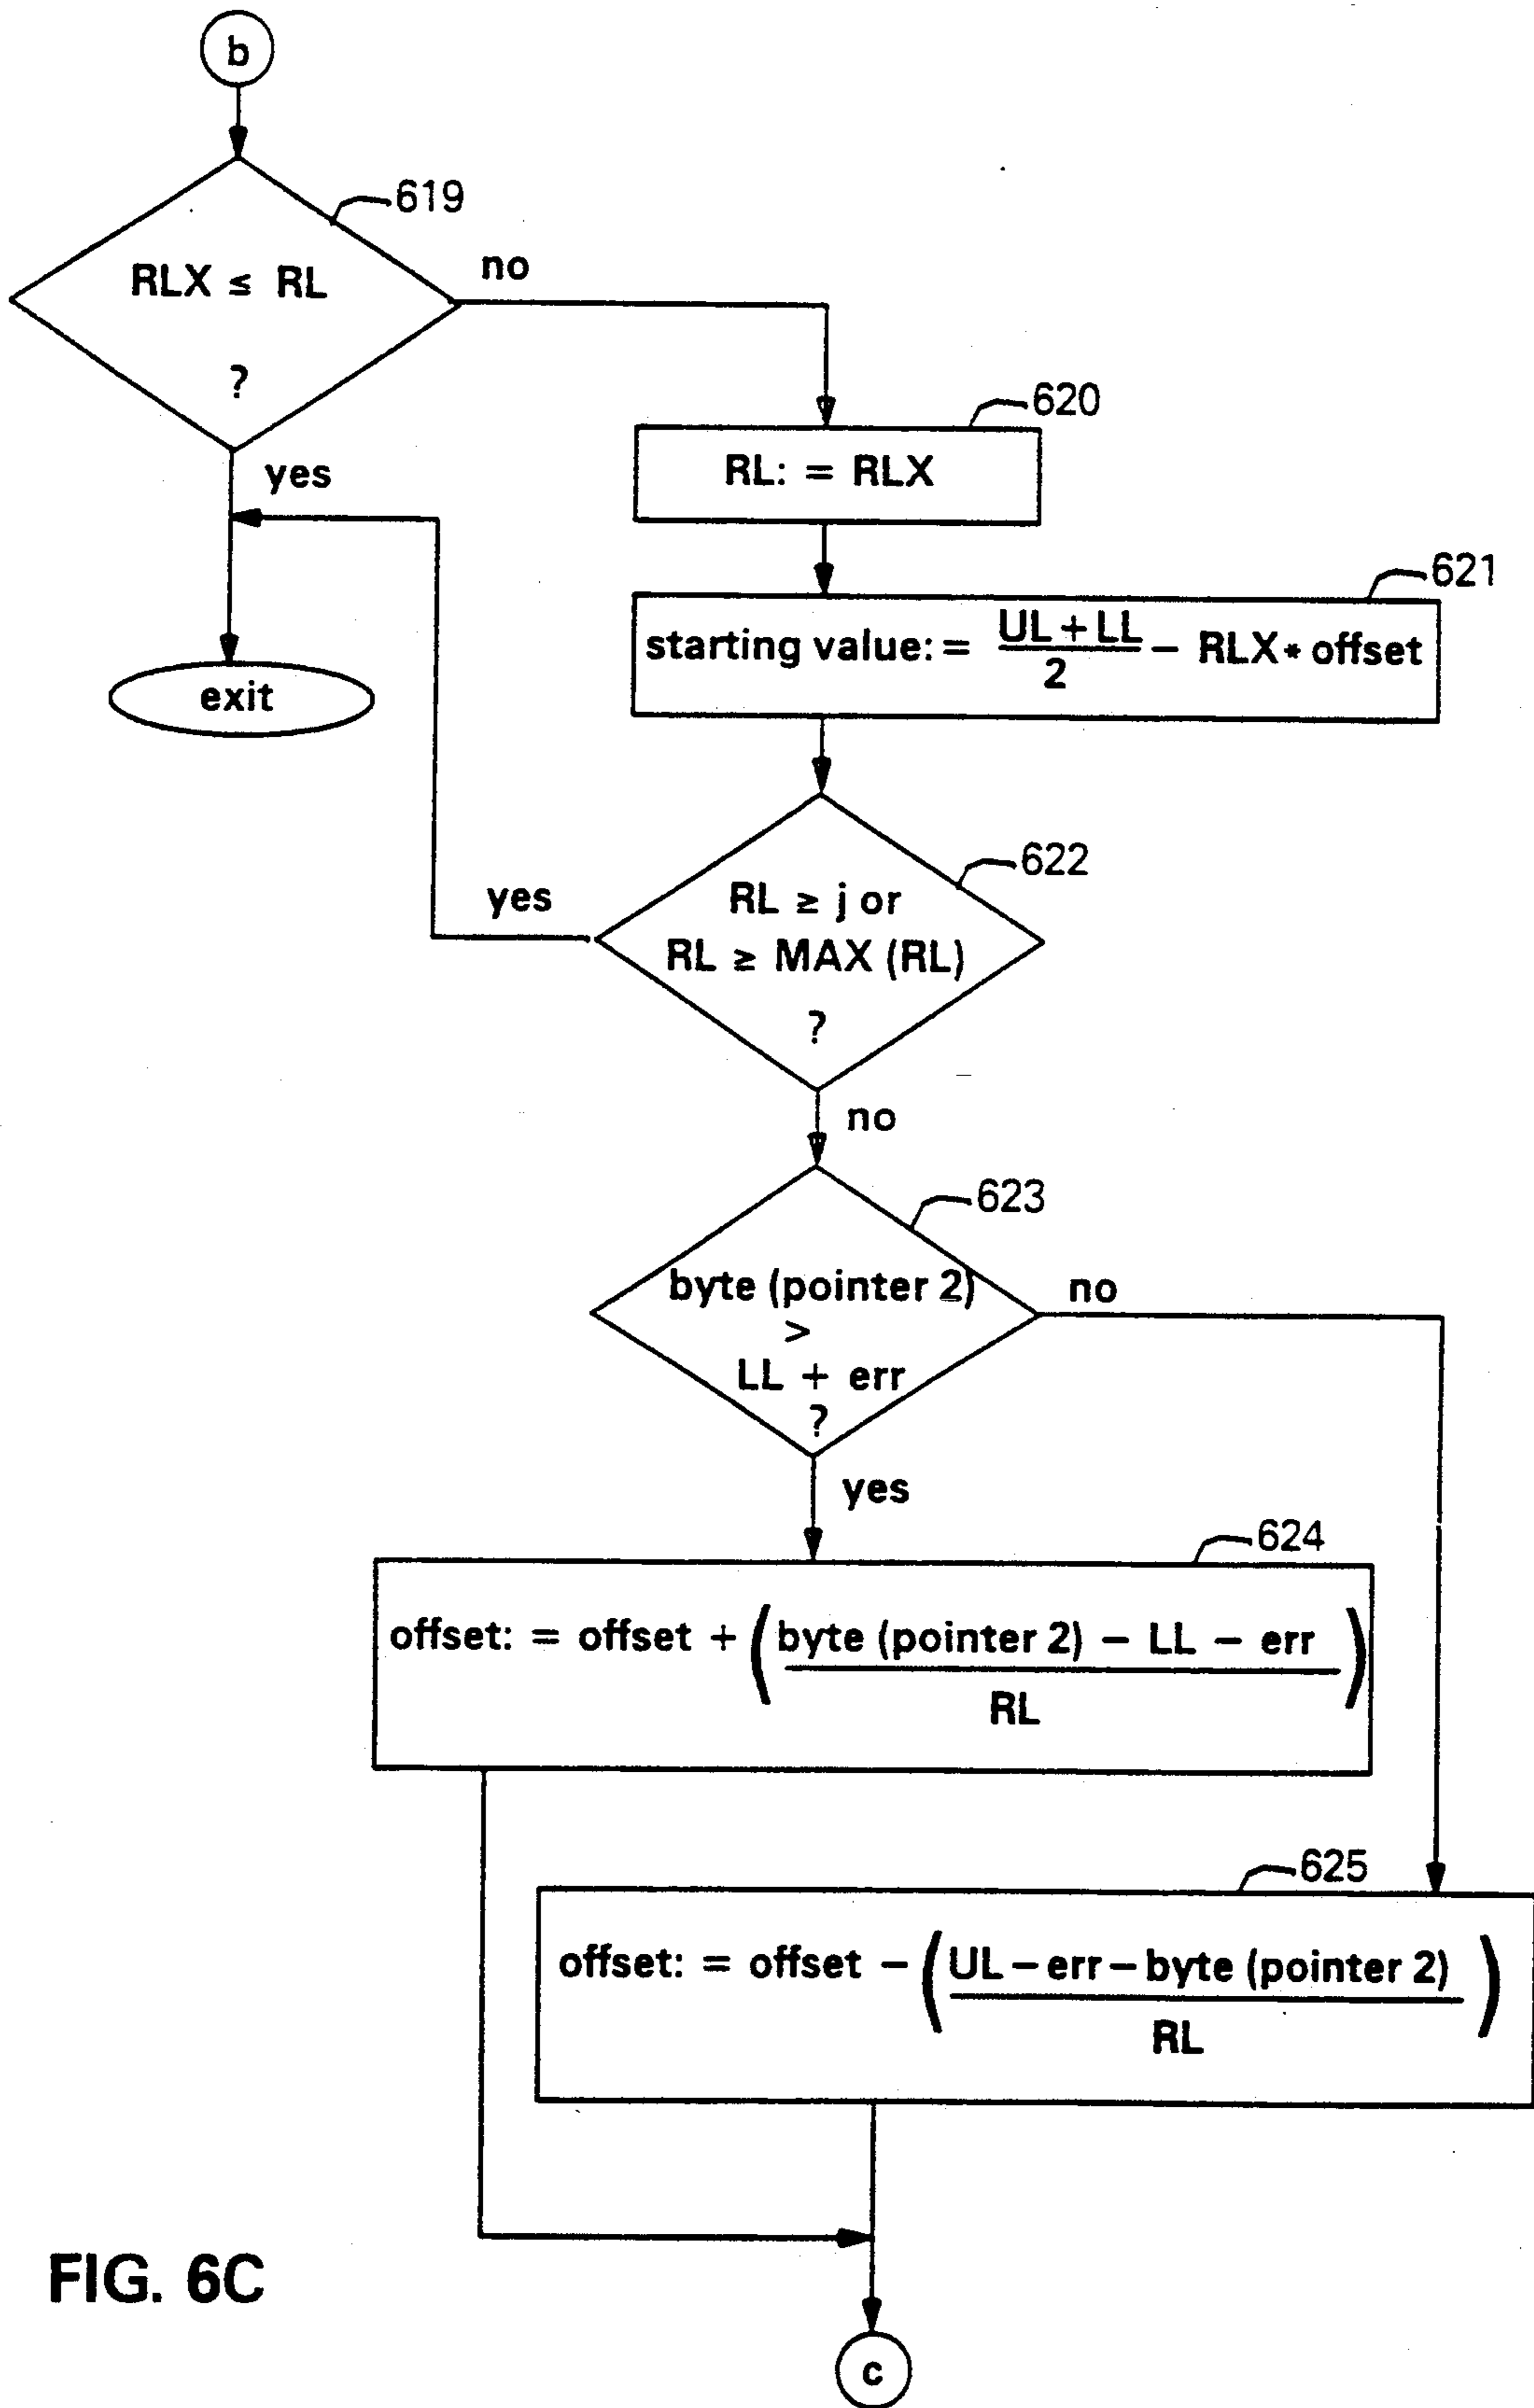 b
619
RLX ≤ RL
?
no
yes
exit
620
RL: = RLX
621
starting value: = UL + LL
2
− RLX * offset
622
RL ≥ j or
RL ≥ MAX (RL)
?
yes
no
623
byte (pointer 2)
>
LL + err
?
no
yes
624
offset: = offset + ( byte (pointer 2) − LL − err )
RL
625
offset: = offset − ( UL − err − byte (pointer 2) )
RL
FIG. 6C
c